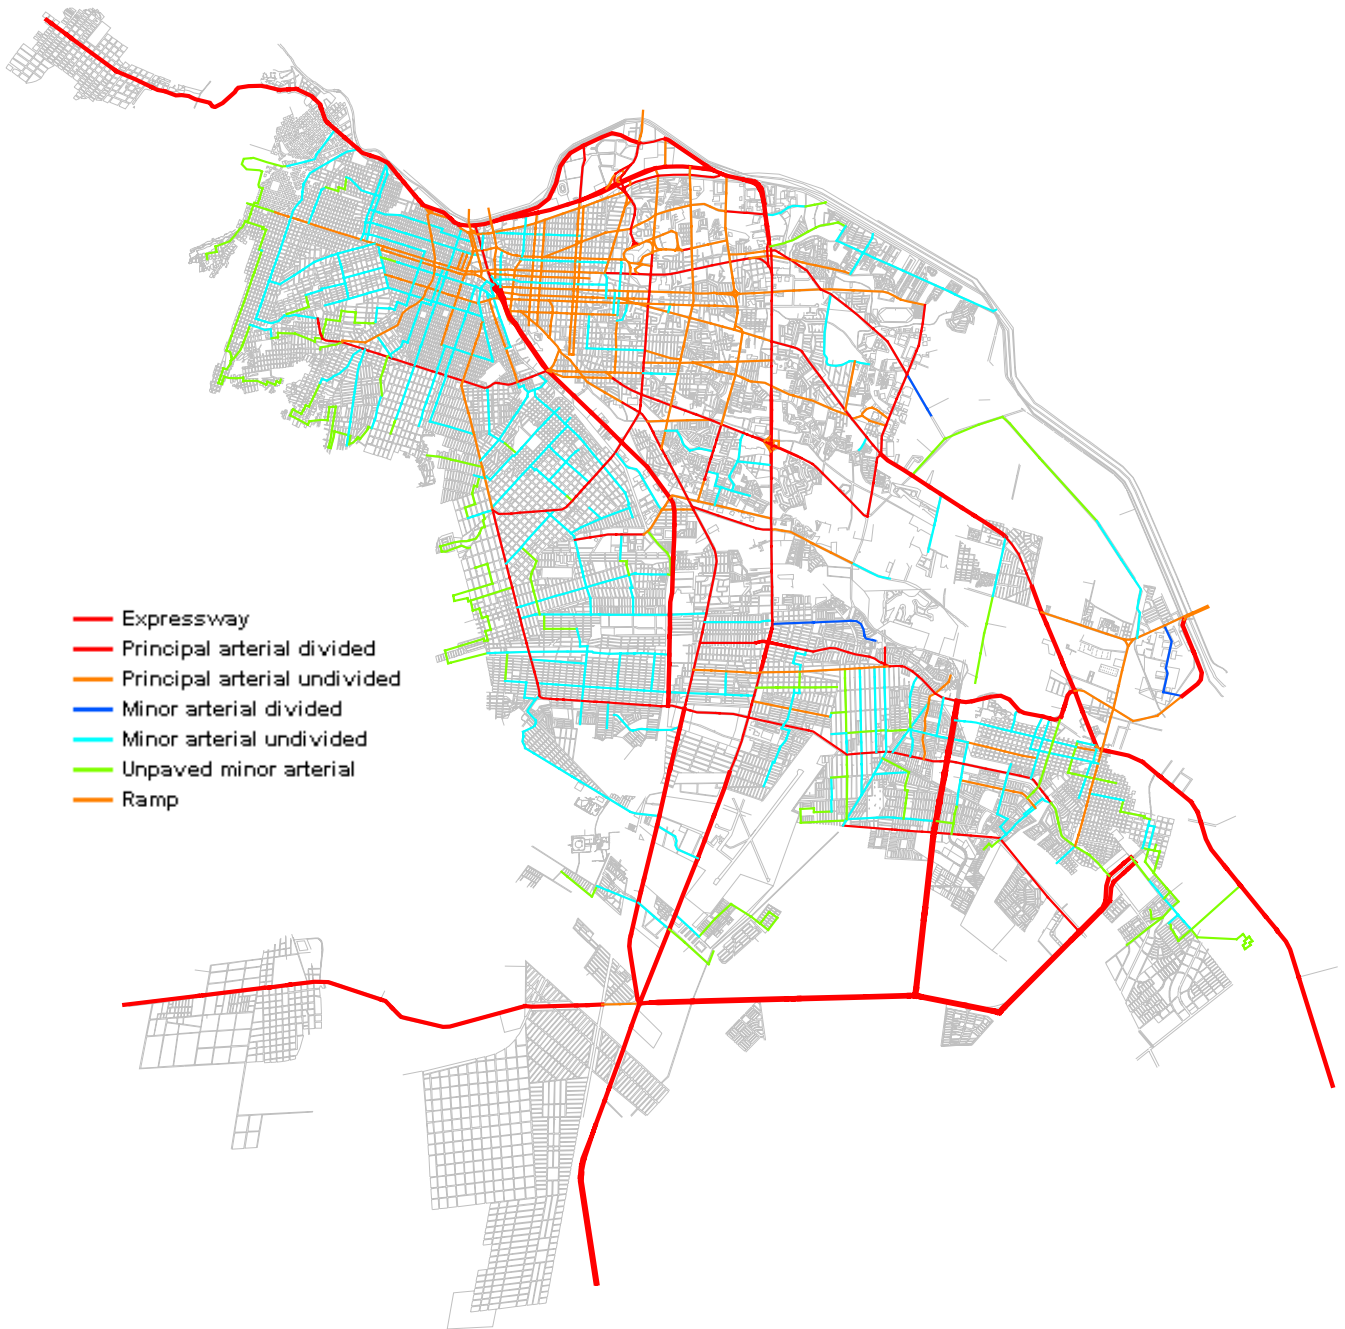 Expressway
Principal arterial divided
Principal arterial undivided
Minor arterial divided
Minor arterial undivided
Unpaved minor arterial
Ramp